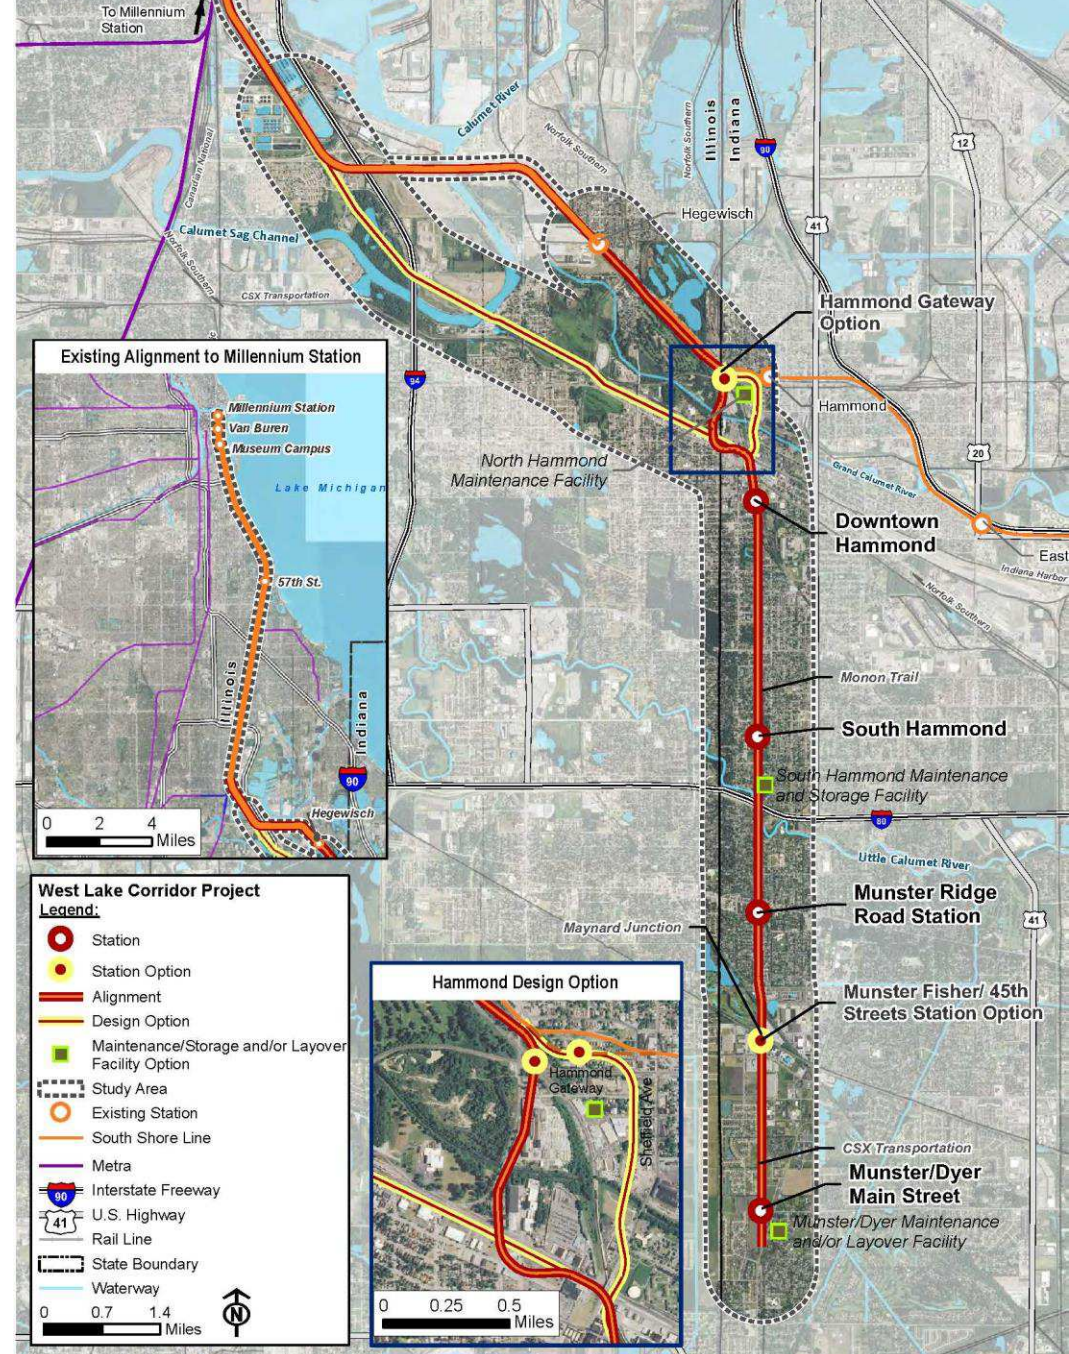 To Millennium
Station
Canadian National
Calumet River
Norfolk Southern
Norfolk Southern
Illinois
Indiana
90
12
41
Hegewisch
Calumet Sag Channel
Norfolk Southern
CSX Transportation
94
Hammond Gateway
Option
Hammond
20
North Hammond
Maintenance Facility
Grand Calumet River
Downtown
Hammond
East
Indiana Harbor
Norfolk Southern
Monon Trail
South Hammond
South Hammond Maintenance
and Storage Facility
80
Little Calumet River
Munster Ridge
Road Station
41
Maynard Junction
Munster Fisher/ 45th
Streets Station Option
CSX Transportation
Munster/Dyer
Main Street
Munster/Dyer Maintenance
and/or Layover Facility
Existing Alignment to Millennium Station
Millennium Station
Van Buren
Museum Campus
Lake Michigan
57th St.
Illinois
Indiana
90
Hegewisch
0 2 4
Miles
West Lake Corridor Project
Legend:
Station
Station Option
Alignment
Design Option
Maintenance/Storage and/or Layover
Facility Option
Study Area
Existing Station
South Shore Line
Metra
90 Interstate Freeway
41 U.S. Highway
Rail Line
State Boundary
Waterway
0 0.7 1.4
Miles
N
Hammond Design Option
Hammond
Gateway
Sheffield Ave
0 0.25 0.5
Miles